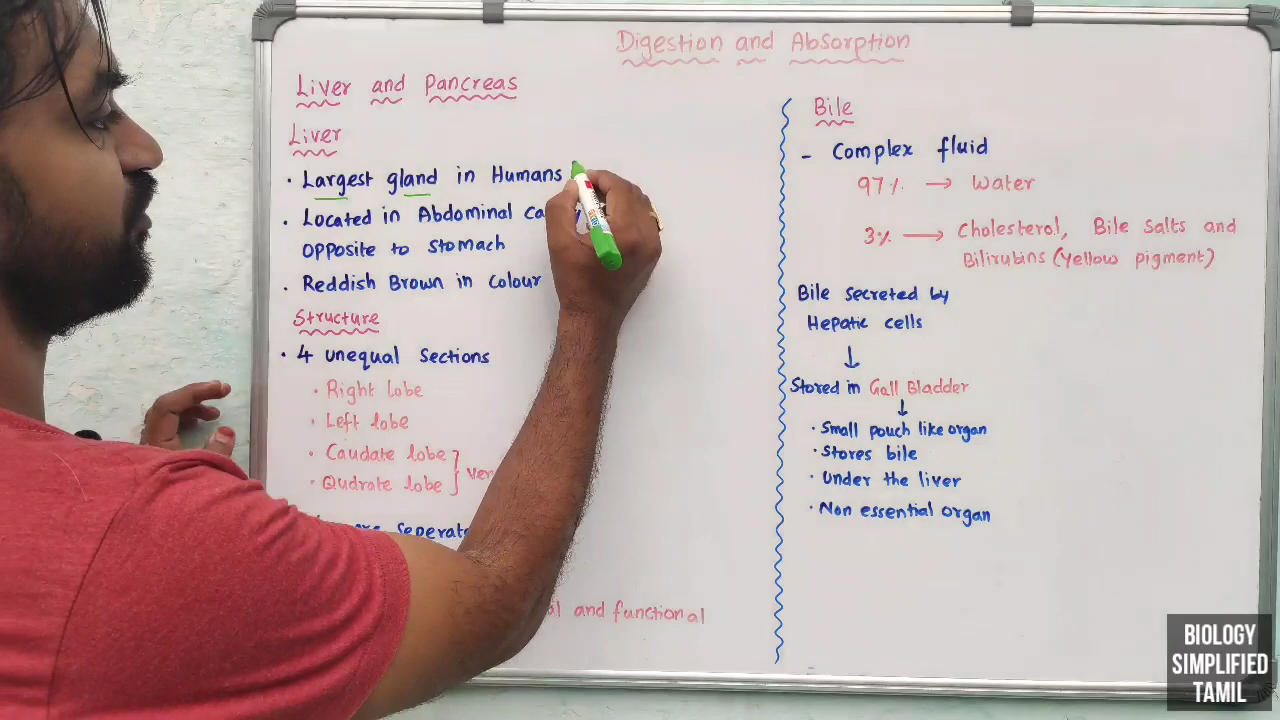 Digestion and Absorption
Liver and Pancreas
Liver
· Largest gland in Humans
· Located in Abdominal
opposite to stomach
· Reddish Brown in colour
Structure
· 4 unequal sections
· Right lobe
· Left lobe
· Caudate lobe
· Qudrate lobe
and functional
Bile
- Complex fluid
97% → Water
3% → Cholesterol, Bile Salts and
Bilirubins (Yellow pigment)
Bile secreted by
Hepatic cells
↓
Stored in Gall Bladder
↓
· Small pouch like organ
· Stores bile
· Under the liver
· Non essential organ
BIOLOGY
SIMPLIFIED
TAMIL